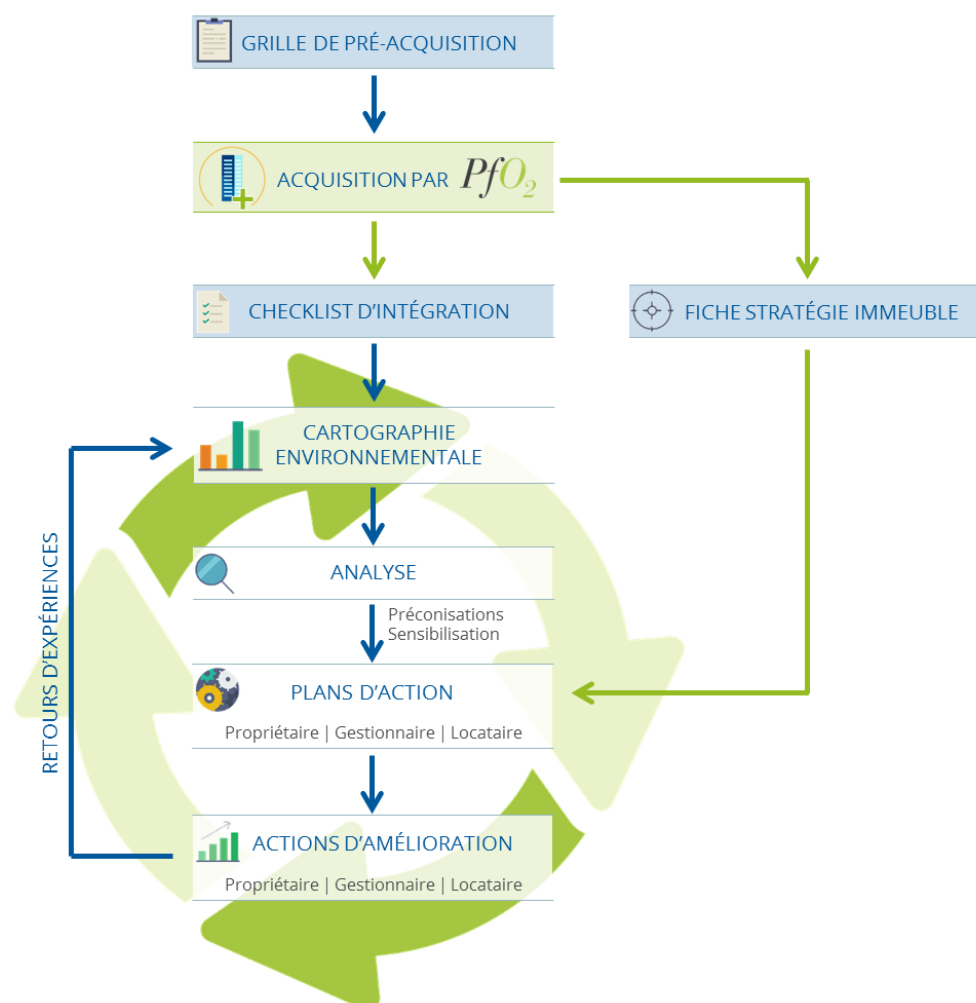 GRILLE DE PRÉ-ACQUISITION
ACQUISITION PAR PfO2
CHECKLIST D’INTÉGRATION
FICHE STRATÉGIE IMMEUBLE
CARTOGRAPHIE
ENVIRONNEMENTALE
ANALYSE
Préconisations
Sensibilisation
PLANS D’ACTION
Propriétaire | Gestionnaire | Locataire
ACTIONS D’AMÉLIORATION
Propriétaire | Gestionnaire | Locataire
RETOURS D’EXPÉRIENCES